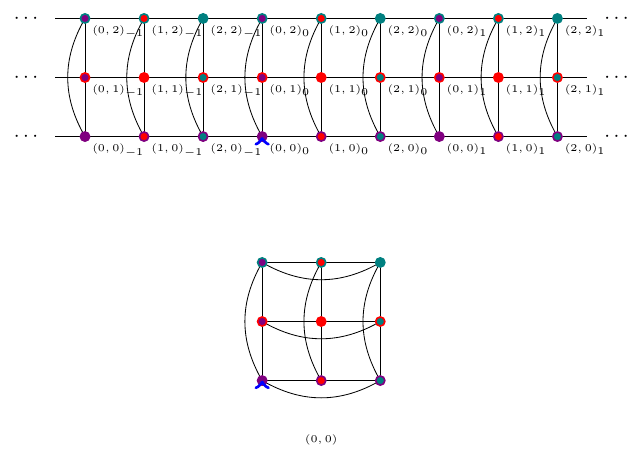 ··· ···
(0, 2)₋₁ (1, 2)₋₁ (2, 2)₋₁ (0, 2)₀ (1, 2)₀ (2, 2)₀ (0, 2)₁ (1, 2)₁ (2, 2)₁
··· ···
(0, 1)₋₁ (1, 1)₋₁ (2, 1)₋₁ (0, 1)₀ (1, 1)₀ (2, 1)₀ (0, 1)₁ (1, 1)₁ (2, 1)₁
··· ···
(0, 0)₋₁ (1, 0)₋₁ (2, 0)₋₁ (0, 0)₀ (1, 0)₀ (2, 0)₀ (0, 0)₁ (1, 0)₁ (2, 0)₁
(0, 0)